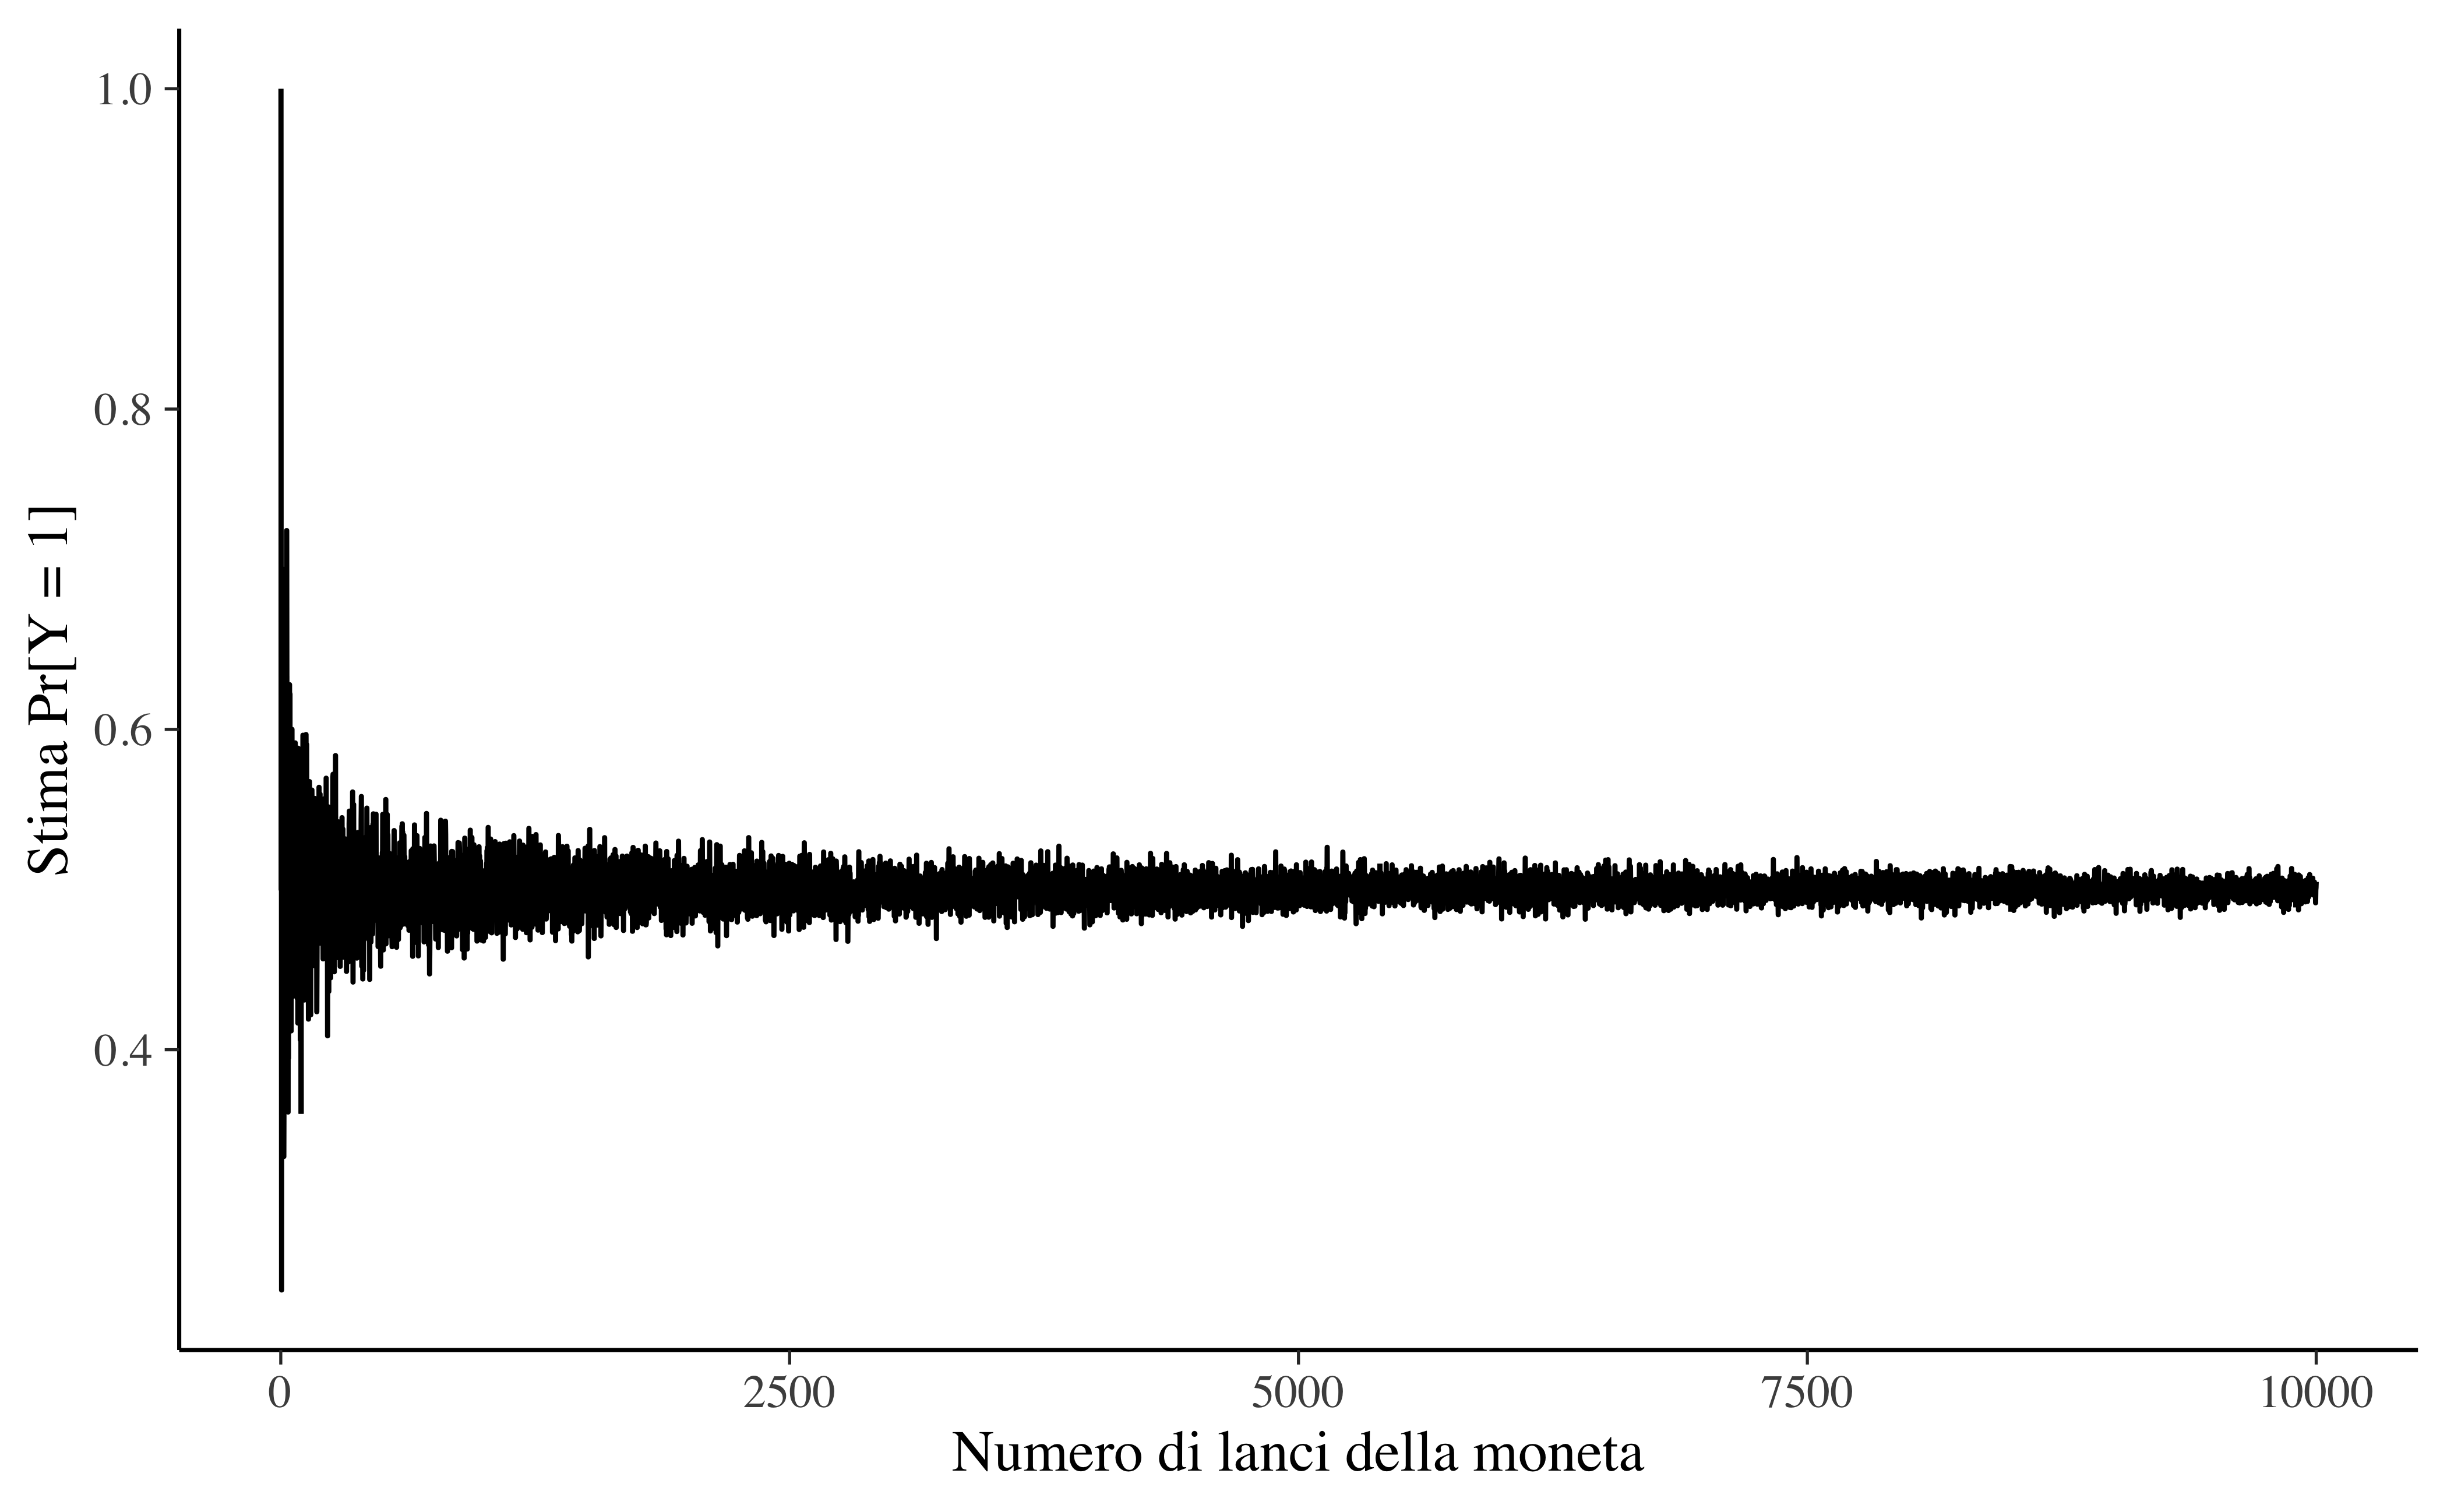 Stima Pr[Y = 1]
1.0
0.8
0.6
0.4
0 2500 5000 7500 10000
Numero di lanci della moneta